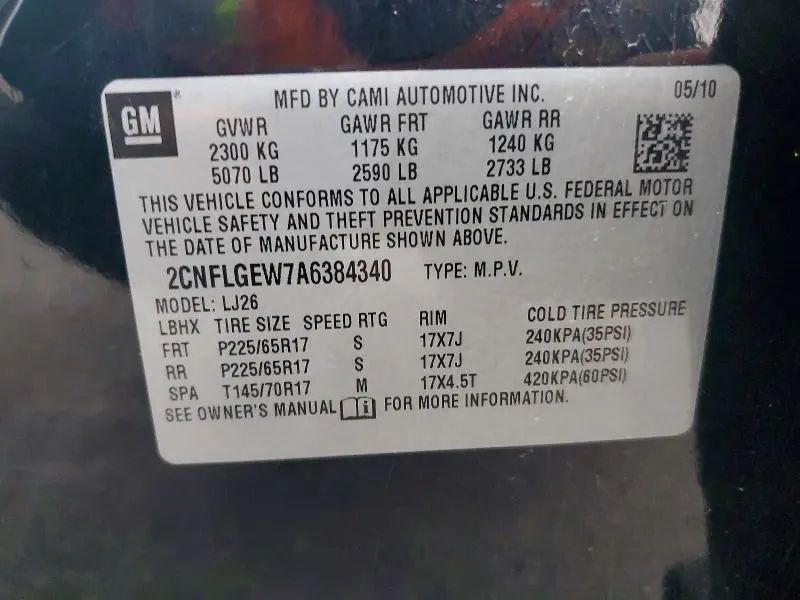 GM ®
MFD BY CAMI AUTOMOTIVE INC. 05/10
GVWR GAWR FRT GAWR RR
2300 KG 1175 KG 1240 KG
5070 LB 2590 LB 2733 LB
THIS VEHICLE CONFORMS TO ALL APPLICABLE U.S. FEDERAL MOTOR
VEHICLE SAFETY AND THEFT PREVENTION STANDARDS IN EFFECT ON
THE DATE OF MANUFACTURE SHOWN ABOVE.
2CNFLGEW7A6384340 TYPE: M.P.V.
MODEL: LJ26
LBHX TIRE SIZE SPEED RTG RIM COLD TIRE PRESSURE
FRT P225/65R17 S 17X7J 240KPA(35PSI)
RR P225/65R17 S 17X7J 240KPA(35PSI)
SPA T145/70R17 M 17X4.5T 420KPA(60PSI)
SEE OWNER'S MANUAL i FOR MORE INFORMATION.